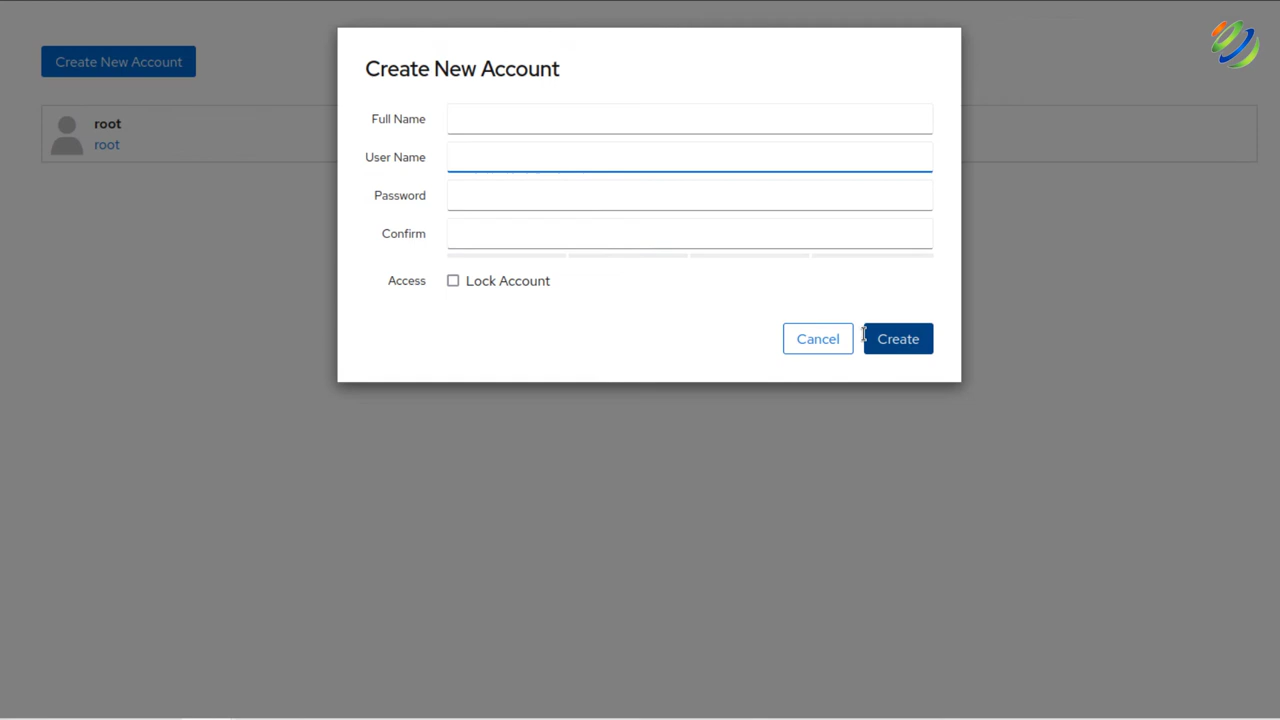 Create New Account
root
root
Create New Account
Full Name
User Name
Password
Confirm
Access
Lock Account
Cancel
Create